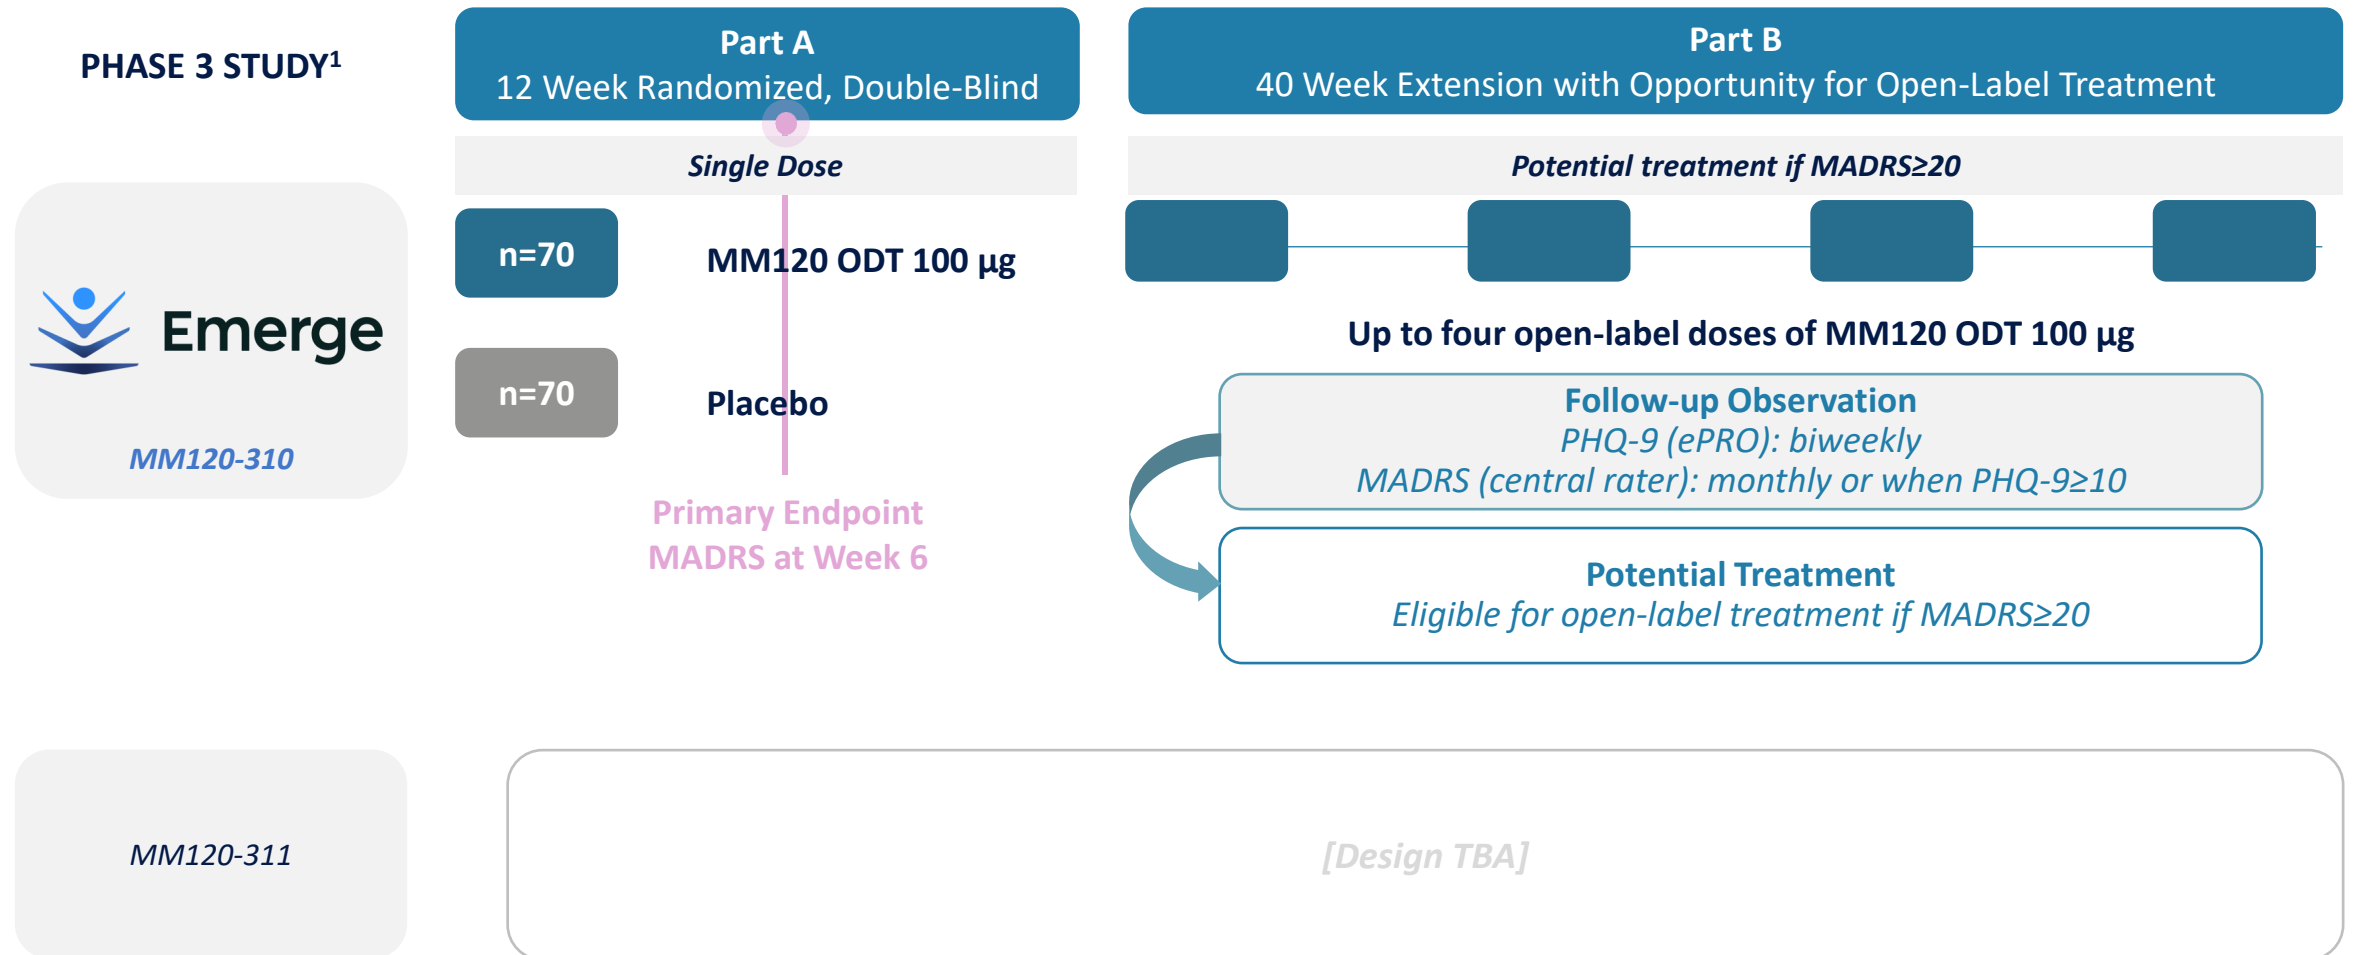 PHASE 3 STUDY1
Part A
12 Week Randomized, Double-Blind
Part B
40 Week Extension with Opportunity for Open-Label Treatment
Single Dose
Potential treatment if MADRS≥20
Emerge
MM120-310
n=70
MM120 ODT 100 µg
n=70
Placebo
Primary Endpoint
MADRS at Week 6
Up to four open-label doses of MM120 ODT 100 µg
Follow-up Observation
PHQ-9 (ePRO): biweekly
MADRS (central rater): monthly or when PHQ-9≥10
Potential Treatment
Eligible for open-label treatment if MADRS≥20
MM120-311
[Design TBA]